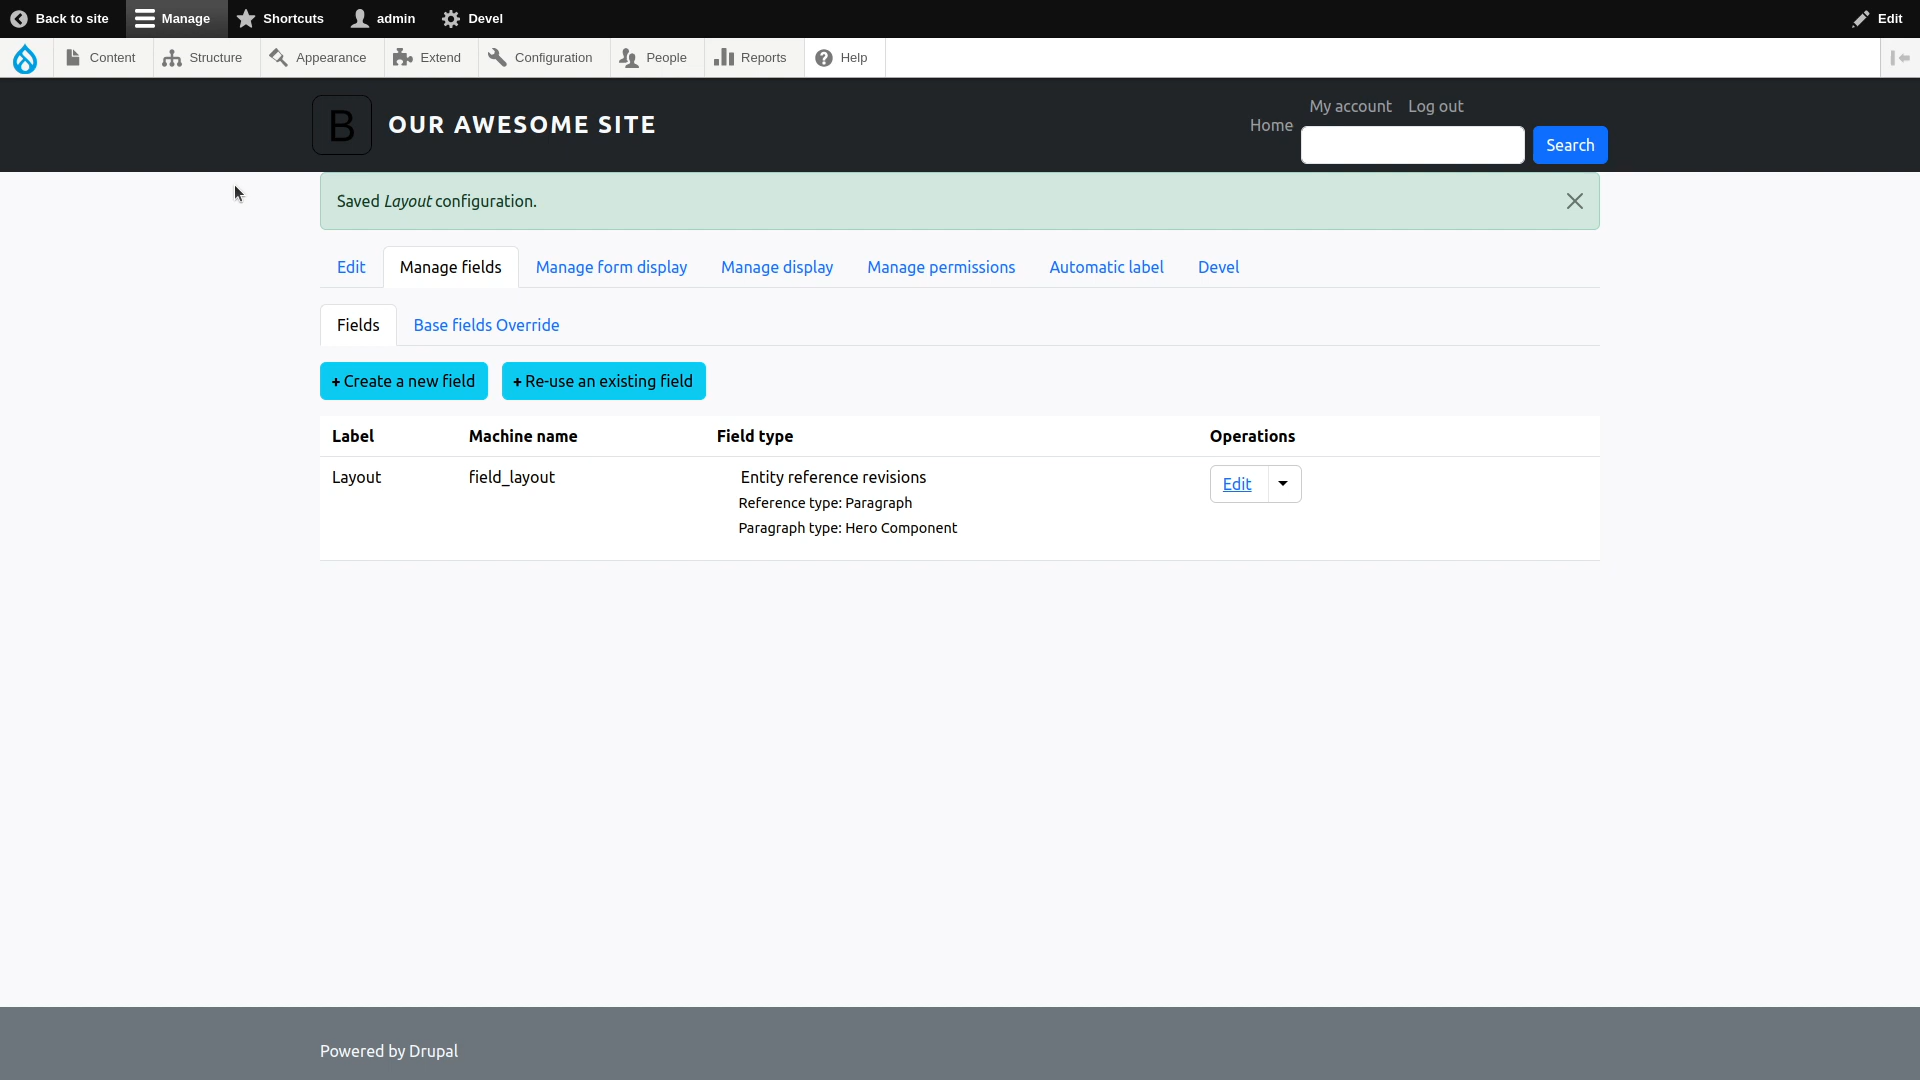 Back to site Manage Shortcuts admin Devel Edit
Content Structure Appearance Extend Configuration People Reports Help
B OUR AWESOME SITE
My account Log out
Home
Search
Saved Layout configuration.
Edit Manage fields Manage form display Manage display Manage permissions Automatic label Devel
Fields Base fields Override
+ Create a new field + Re-use an existing field
Label Machine name Field type Operations
Layout field_layout Entity reference revisions Edit
Reference type: Paragraph
Paragraph type: Hero Component
Powered by Drupal